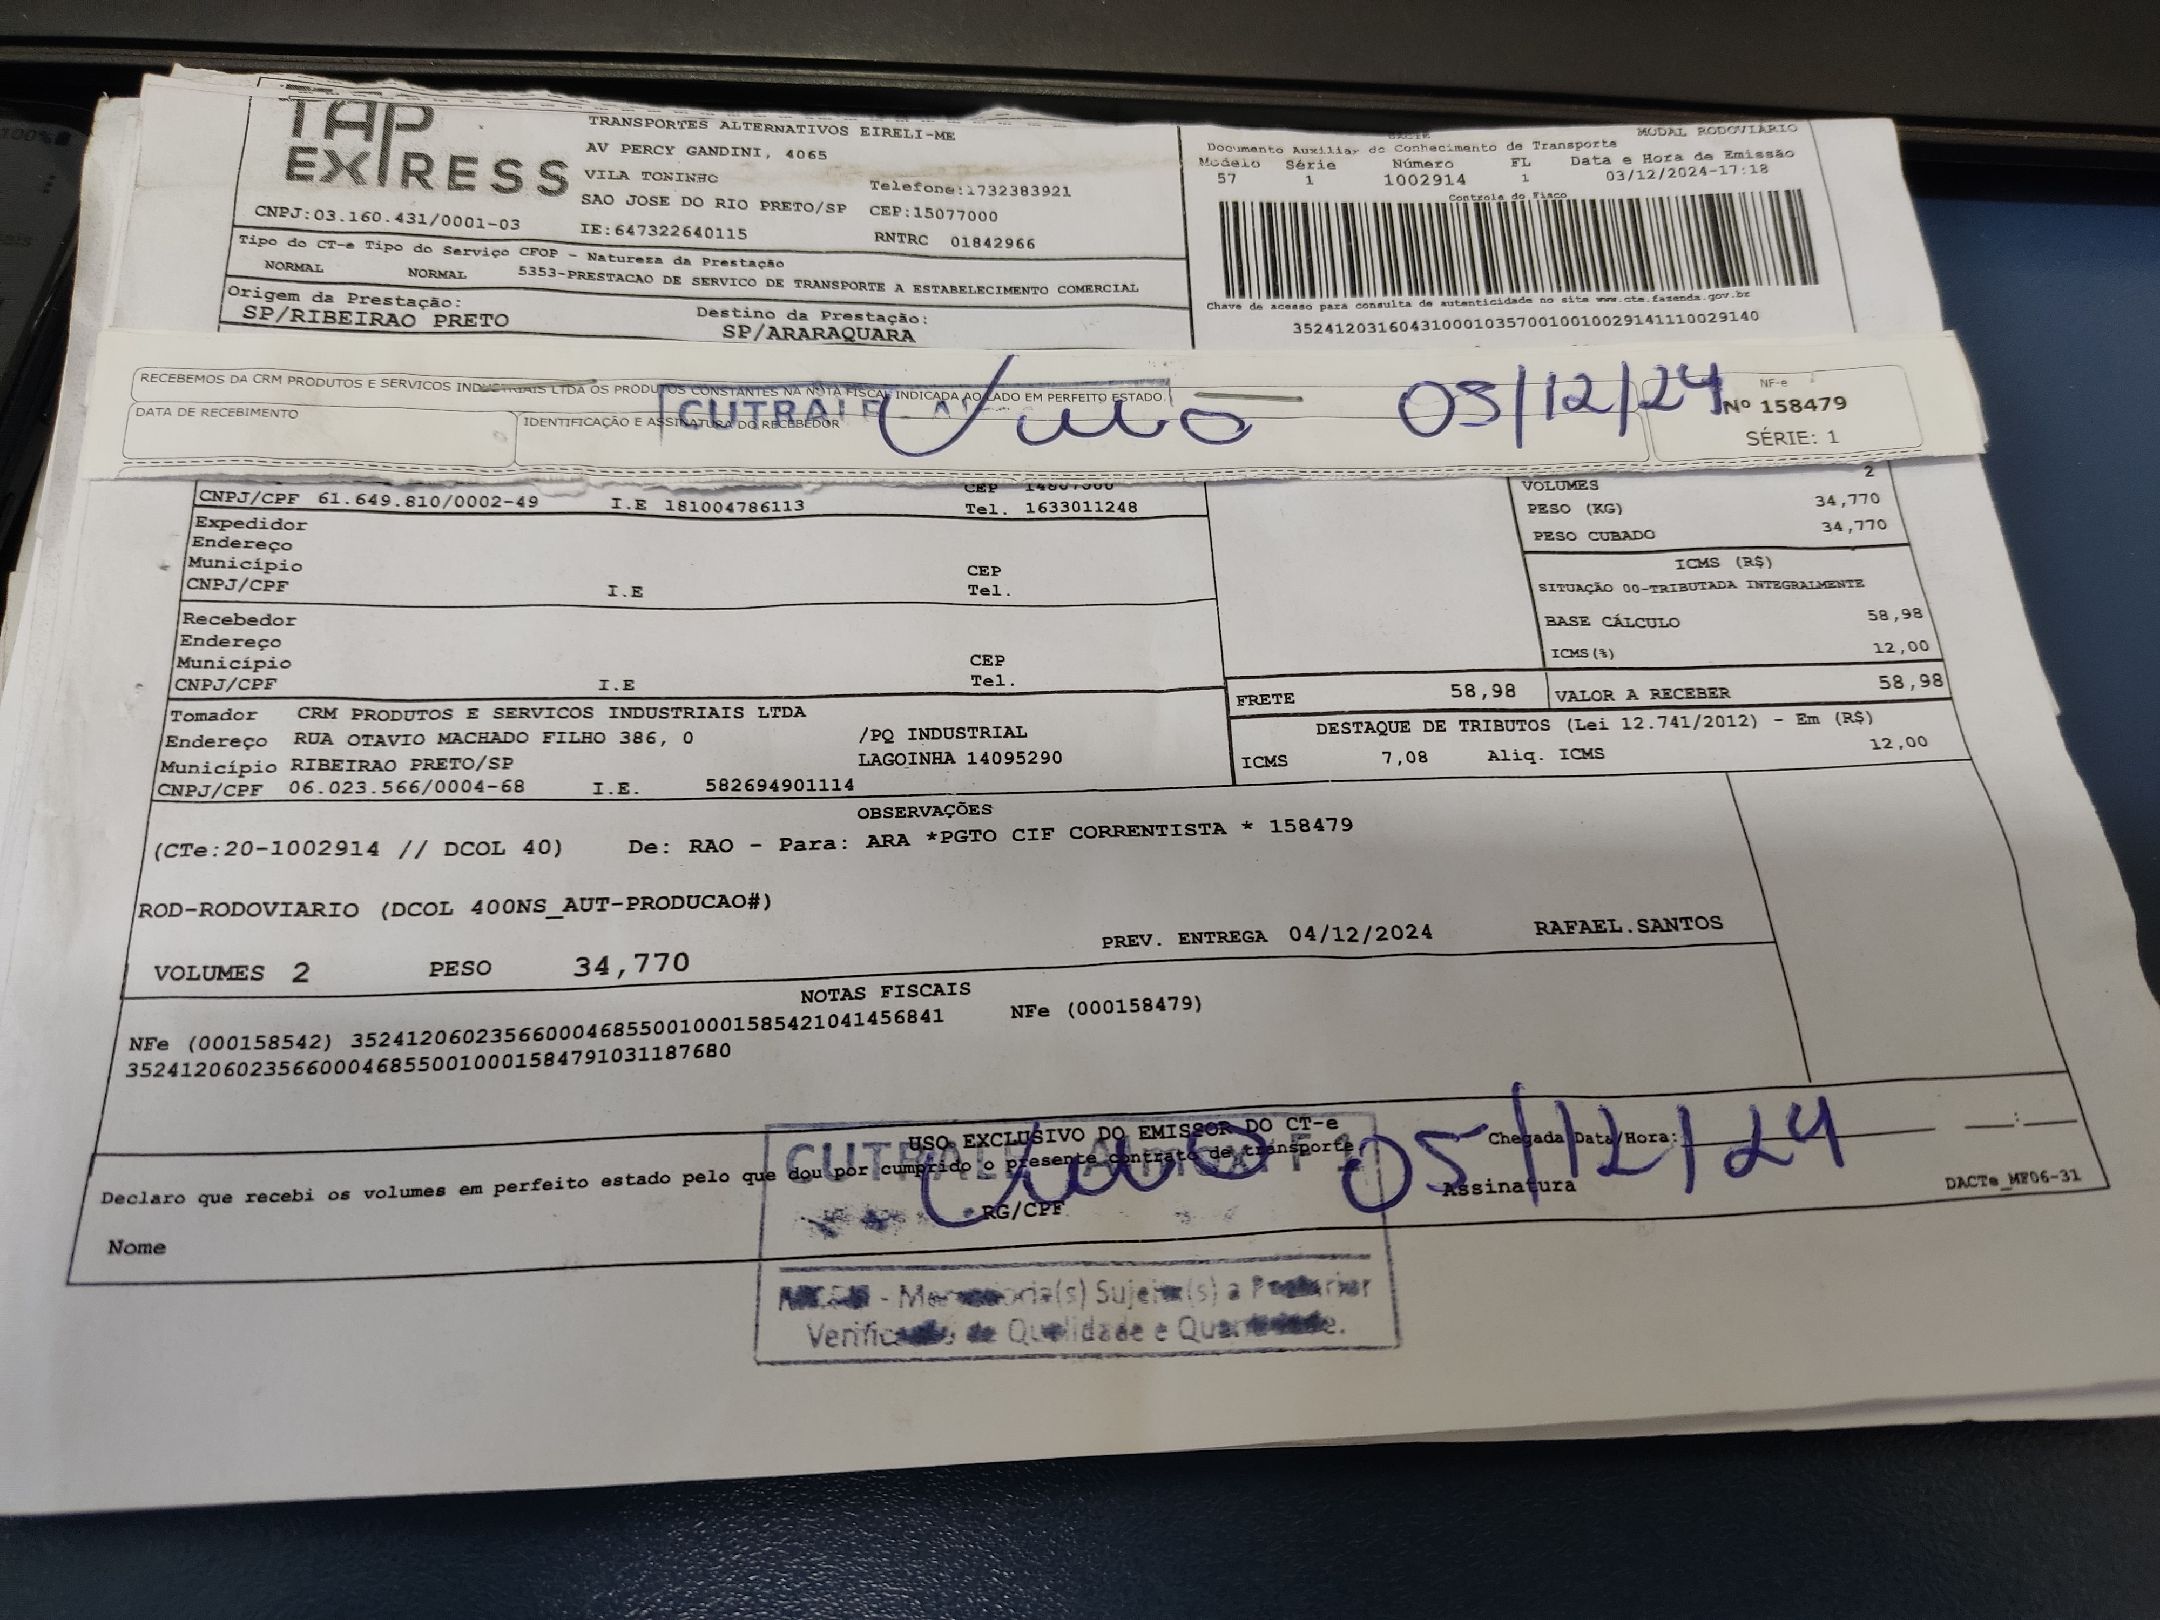 TAP
EXPRESS
TRANSPORTES ALTERNATIVOS EIRELI-ME
AV PERCY GANDINI, 4065
VILA TONINHO
Telefone:1732383921
SAO JOSE DO RIO PRETO/SP CEP:15077000
CNPJ:03.160.431/0001-03
IE:647322640115
RNTRC 01842966
DACTE
MODAL RODOVIÁRIO
Documento Auxiliar do Conhecimento de Transporte
Modelo Série Número FL Data e Hora de Emissão
57 1 1002914 1 03/12/2024-17:18
Controle do Fisco
Chave de acesso para consulta de autenticidade no site www.cte.fazenda.gov.br
35241203160431000103570010010029141110029140
Tipo do CT-e Tipo do Serviço CFOP - Natureza da Prestação
NORMAL NORMAL 5353-PRESTACAO DE SERVICO DE TRANSPORTE A ESTABELECIMENTO COMERCIAL
Origem da Prestação:
SP/RIBEIRAO PRETO
Destino da Prestação:
SP/ARARAQUARA
RECEBEMOS DA CRM PRODUTOS E SERVICOS INDUSTRIAIS LTDA OS PRODUTOS CONSTANTES NA NOTA FISCAL INDICADA AO LADO EM PERFEITO ESTADO.
DATA DE RECEBIMENTO
IDENTIFICAÇÃO E ASSINATURA DO RECEBEDOR
CUTRALE
05/12/24
NF-e
Nº 158479
SÉRIE: 1
CNPJ/CPF 61.649.810/0002-49 I.E 181004786113
CEP
Tel. 1633011248
Expedidor
Endereço
Município CEP
CNPJ/CPF I.E Tel.
Recebedor
Endereço
Município CEP
CNPJ/CPF I.E Tel.
VOLUMES 2
PESO (KG) 34,770
PESO CUBADO 34,770
ICMS (R$)
SITUAÇÃO 00-TRIBUTADA INTEGRALMENTE
BASE CÁLCULO 58,98
ICMS(%) 12,00
FRETE 58,98 VALOR A RECEBER 58,98
DESTAQUE DE TRIBUTOS (Lei 12.741/2012) - Em (R$)
ICMS 7,08 Aliq. ICMS 12,00
Tomador CRM PRODUTOS E SERVICOS INDUSTRIAIS LTDA
Endereço RUA OTAVIO MACHADO FILHO 386, 0 /PQ INDUSTRIAL
Município RIBEIRAO PRETO/SP LAGOINHA 14095290
CNPJ/CPF 06.023.566/0004-68 I.E. 582694901114
OBSERVAÇÕES
(CTe:20-1002914 // DCOL 40) De: RAO - Para: ARA *PGTO CIF CORRENTISTA * 158479
ROD-RODOVIARIO (DCOL 400NS_AUT-PRODUCAO#)
PREV. ENTREGA 04/12/2024 RAFAEL.SANTOS
VOLUMES 2 PESO 34,770
NOTAS FISCAIS
NFe (000158542) 35241206023566000468550010001585421041456841 NFe (000158479)
35241206023566000468550010001584791031187680
USO EXCLUSIVO DO EMISSOR DO CT-e
Declaro que recebi os volumes em perfeito estado pelo que dou por cumprido o presente contrato de transporte
Chegada Data/Hora: :
05/12/24
Nome RG/CPF Assinatura
DACTe_MF06-31
CUTRALE
- Mercadoria(s) Sujeita(s) a Posterior
Verificação de Qualidade e Quantidade.